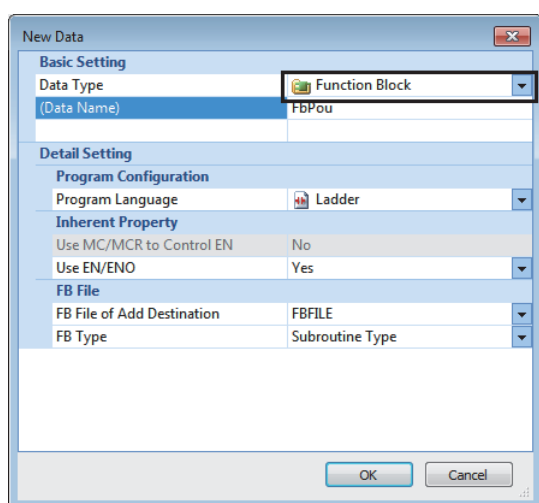 New Data
Basic Setting
Data Type Function Block
(Data Name) FbPou
Detail Setting
Program Configuration
Program Language Ladder
Inherent Property
Use MC/MCR to Control EN No
Use EN/ENO Yes
FB File
FB File of Add Destination FBFILE
FB Type Subroutine Type
OK Cancel